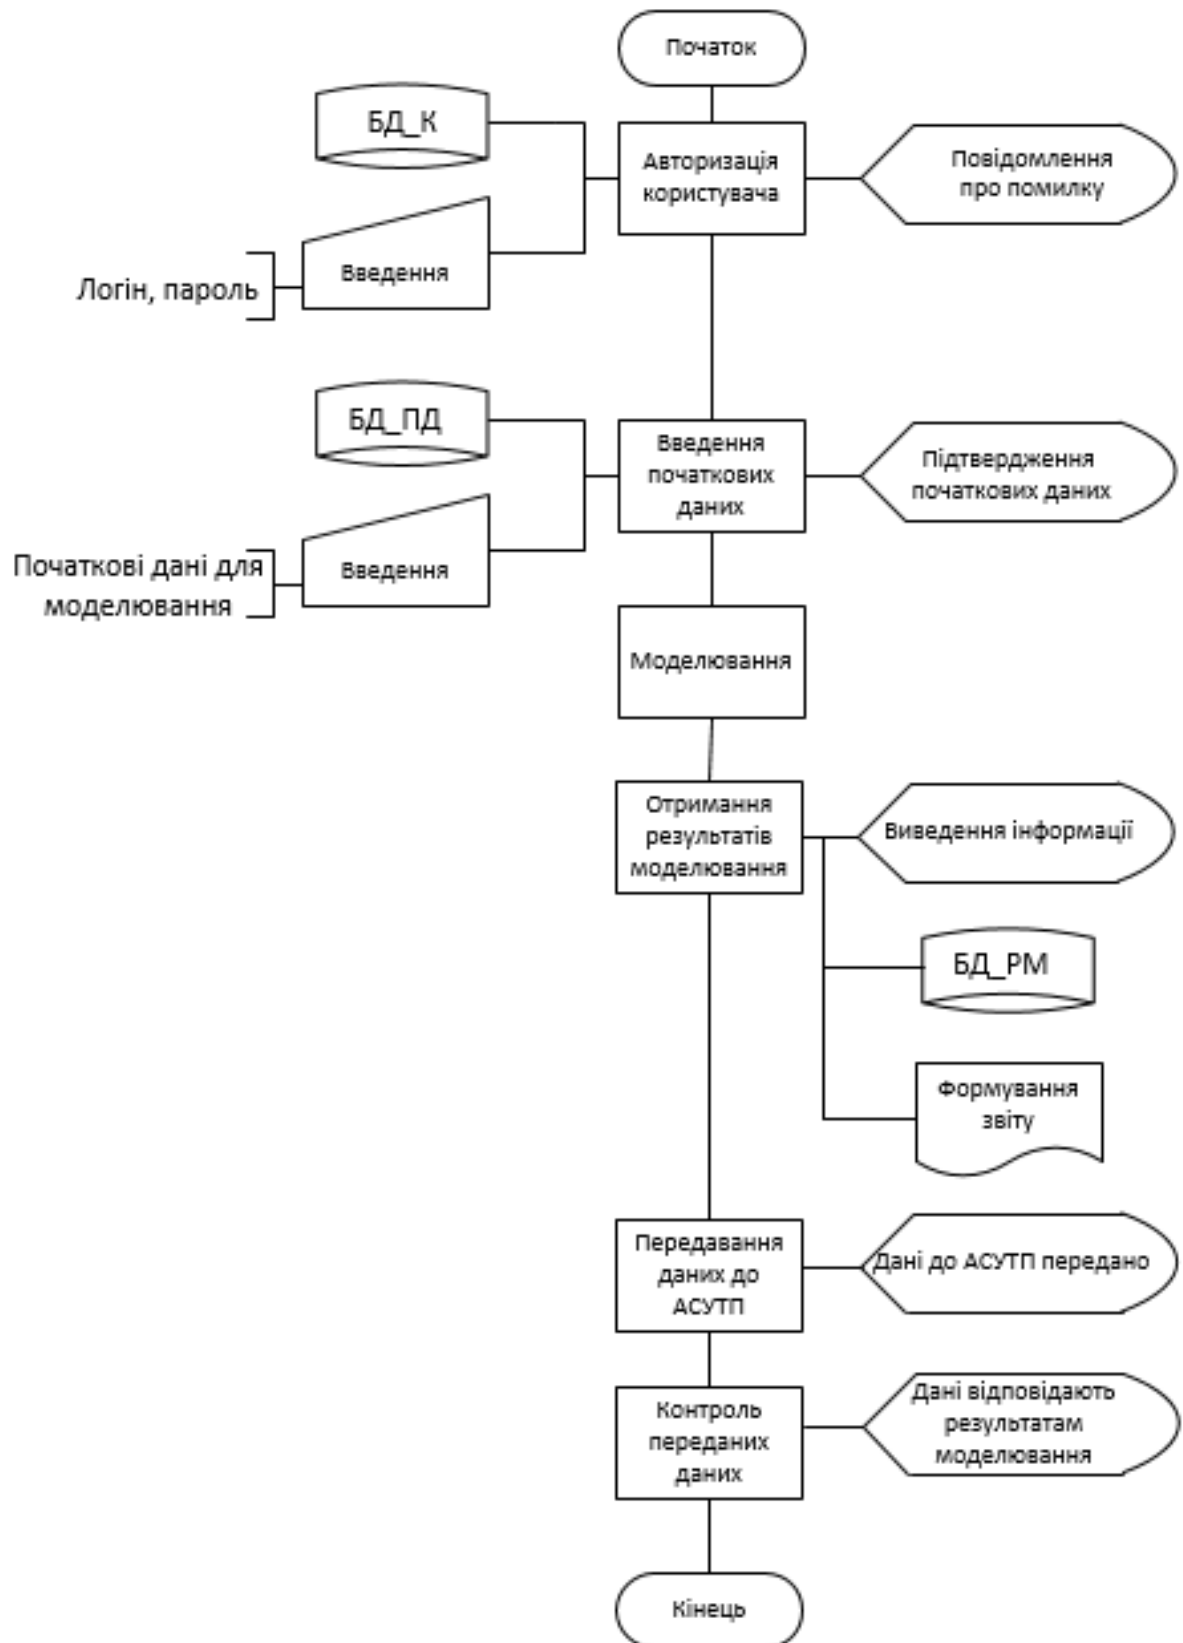 Початок
БД_К
Авторизація
користувача
Повідомлення
про помилку
Введення
Логін, пароль
БД_ПД
Введення
початкових
даних
Підтвердження
початкових даних
Введення
Початкові дані для
моделювання
Моделювання
Отримання
результатів
моделювання
Виведення інформації
БД_РМ
Формування
звіту
Передавання
даних до
АСУТП
Дані до АСУТП передано
Контроль
переданих
даних
Дані відповідають
результатам
моделювання
Кінець